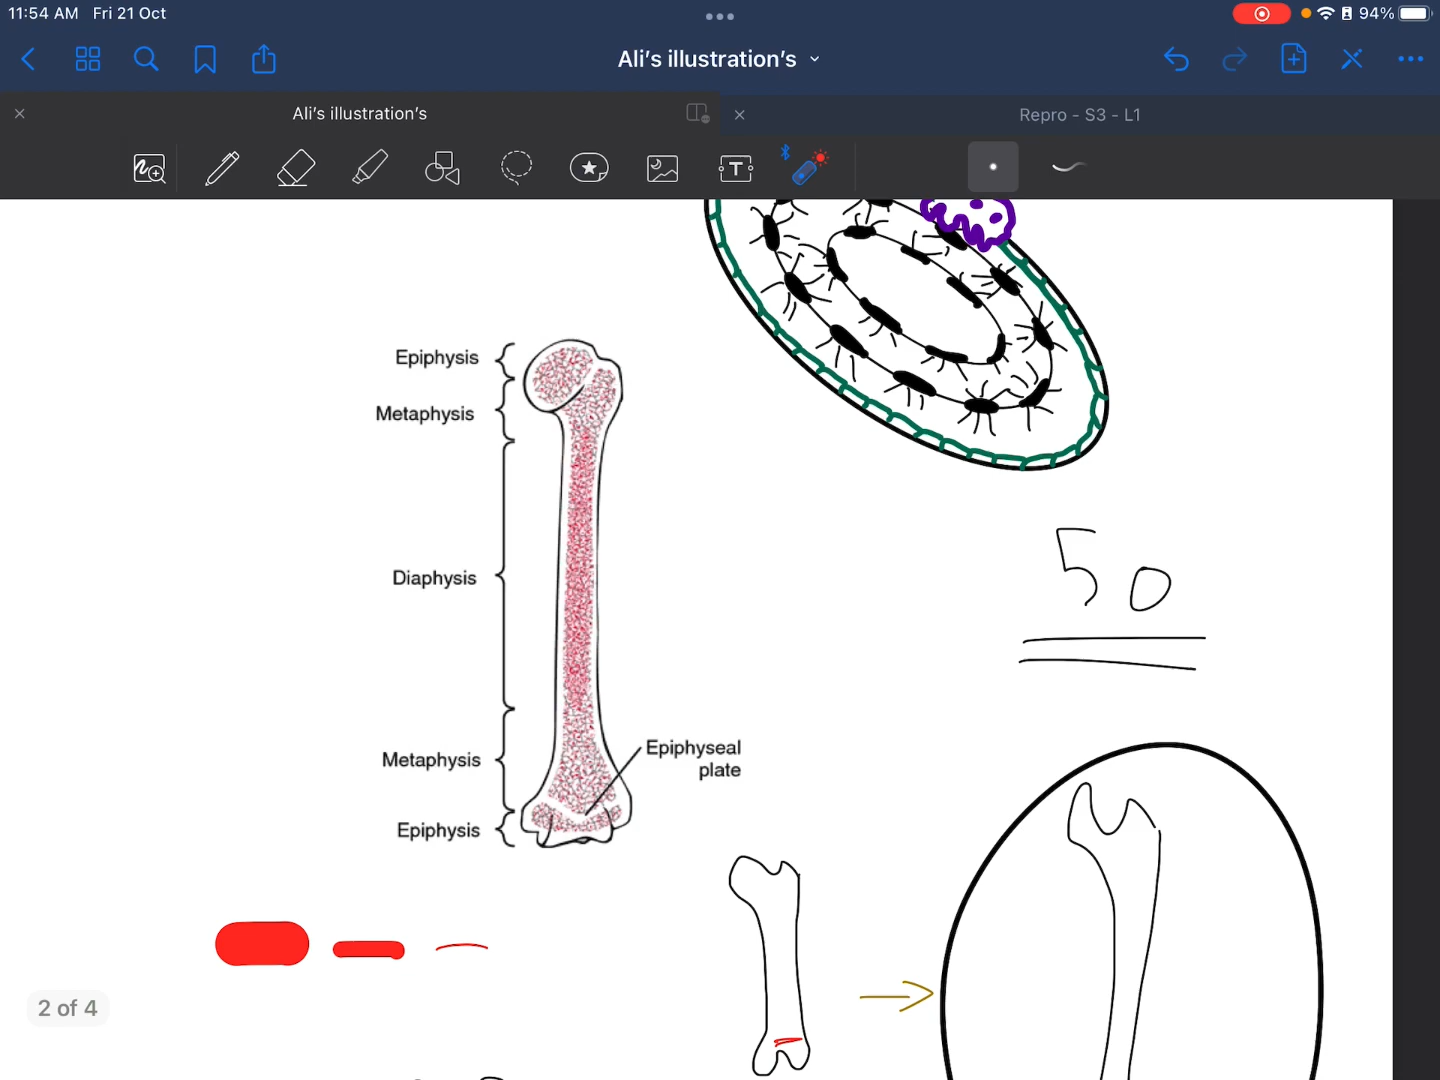 11:54 AM Fri 21 Oct
94%
Ali's illustration's
Ali's illustration's
Repro - S3 - L1
T
Epiphysis
Metaphysis
Diaphysis
50
Metaphysis
Epiphyseal
plate
Epiphysis
2 of 4